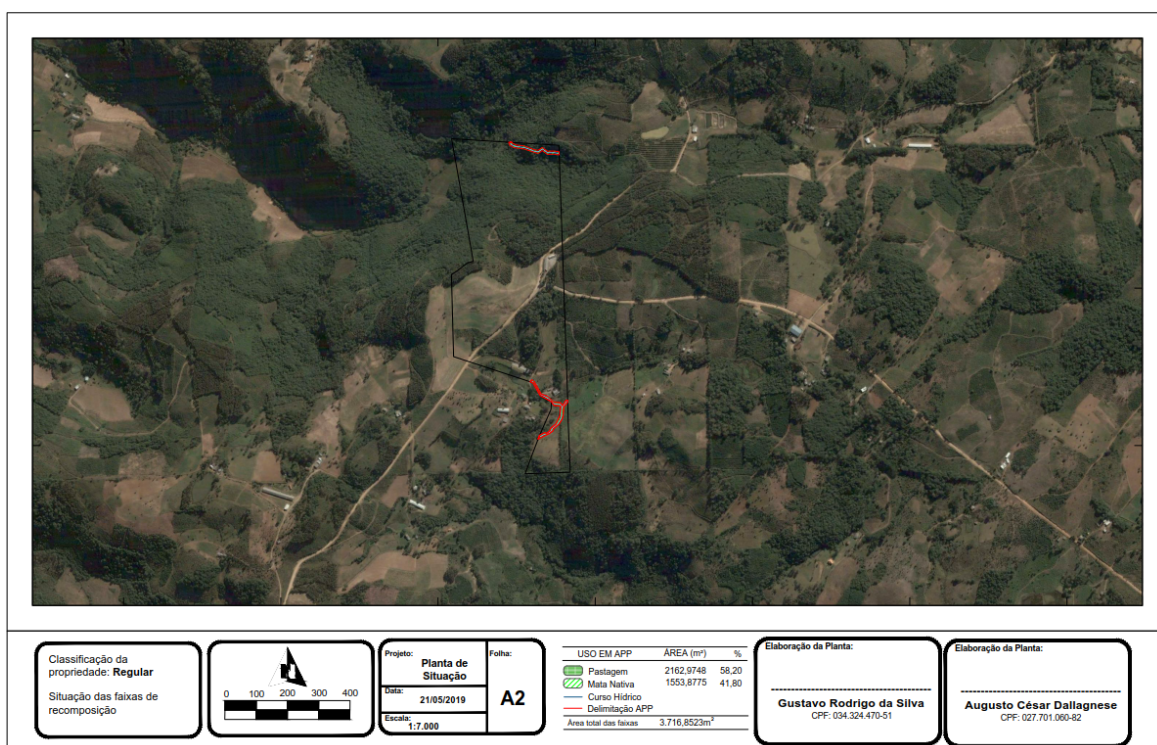 Classificação da
propriedade: Regular
Situação das faixas de
recomposição
0 100 200 300 400
Projeto:
Planta de
Situação
Data:
21/05/2019
Escala:
1:7.000
Folha:
A2
USO EM APP ÁREA (m²) %
Pastagem 2162,9748 58,20
Mata Nativa 1553,8775 41,80
Curso Hídrico
Delimitação APP
Área total das faixas 3.716,8523m²
Elaboração da Planta:
Gustavo Rodrigo da Silva
CPF: 034.324.470-51
Elaboração da Planta:
Augusto César Dallagnese
CPF: 027.701.060-82